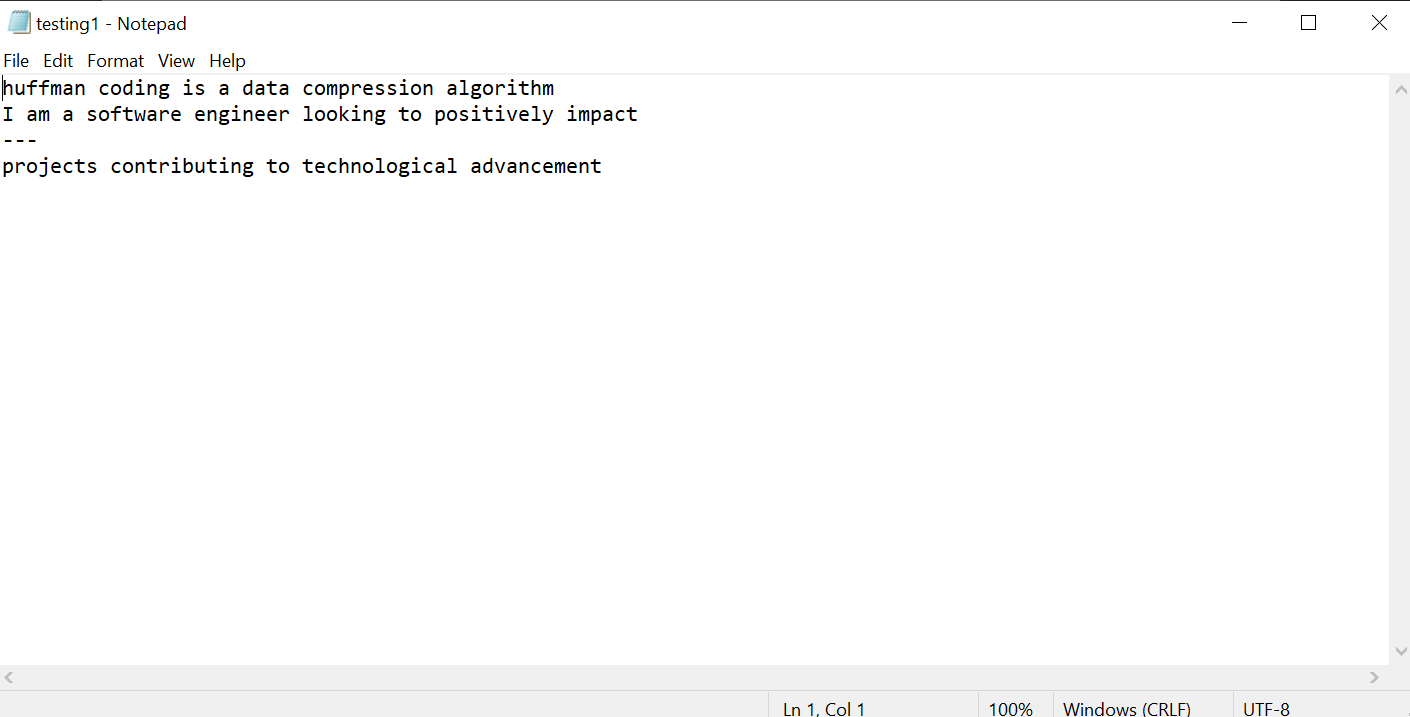 testing1 - Notepad
File Edit Format View Help
huffman coding is a data compression algorithm
I am a software engineer looking to positively impact
---
projects contributing to technological advancement
Ln 1, Col 1 100% Windows (CRLF) UTF-8